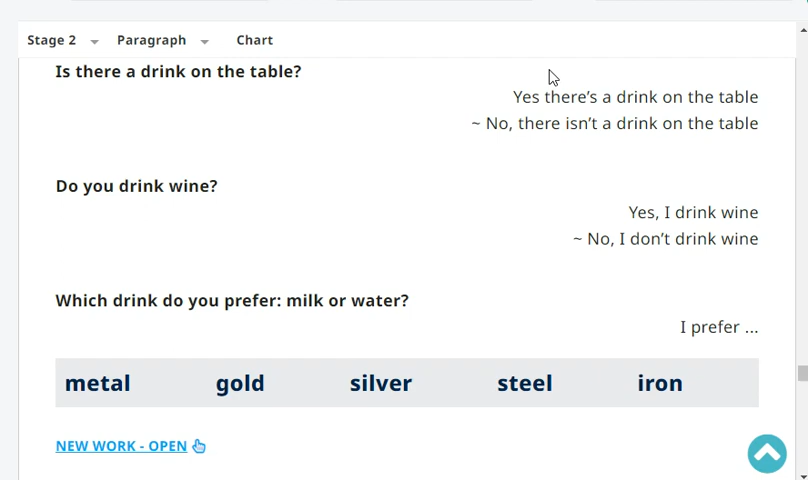 Stage 2 Paragraph Chart
Is there a drink on the table?
Yes there’s a drink on the table
~ No, there isn’t a drink on the table
Do you drink wine?
Yes, I drink wine
~ No, I don’t drink wine
Which drink do you prefer: milk or water?
I prefer ...
metal gold silver steel iron
NEW WORK - OPEN